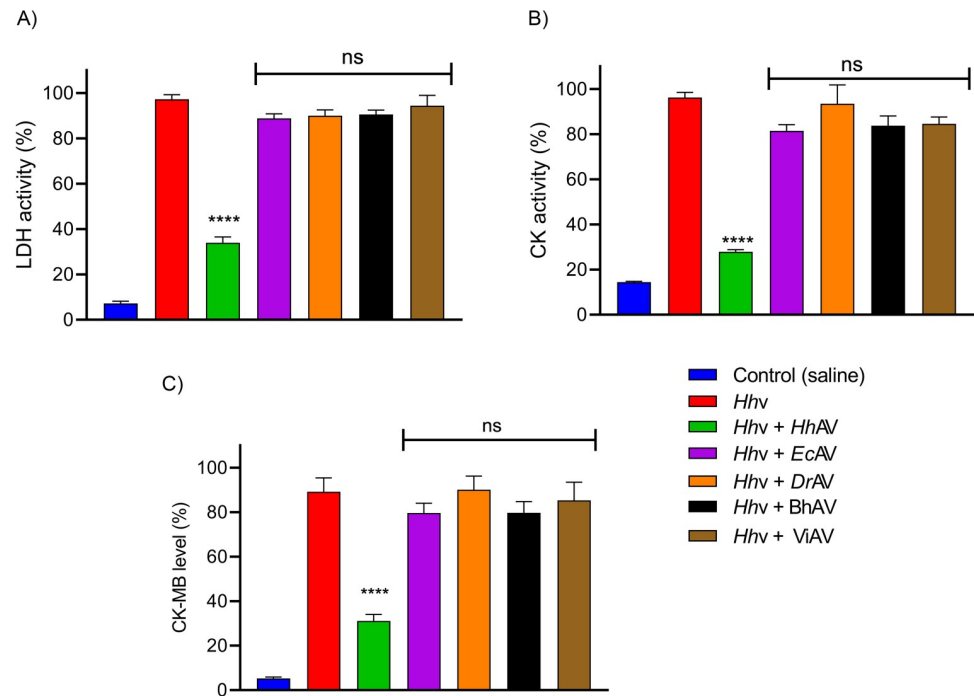 A)
ns
LDH activity (%)
100
80
60
40
20
0
****
B)
ns
CK activity (%)
100
80
60
40
20
0
****
C)
ns
CK-MB level (%)
100
80
60
40
20
0
****
Control (saline)
Hhv
Hhv + HhAV
Hhv + EcAV
Hhv + DrAV
Hhv + BhAV
Hhv + ViAV